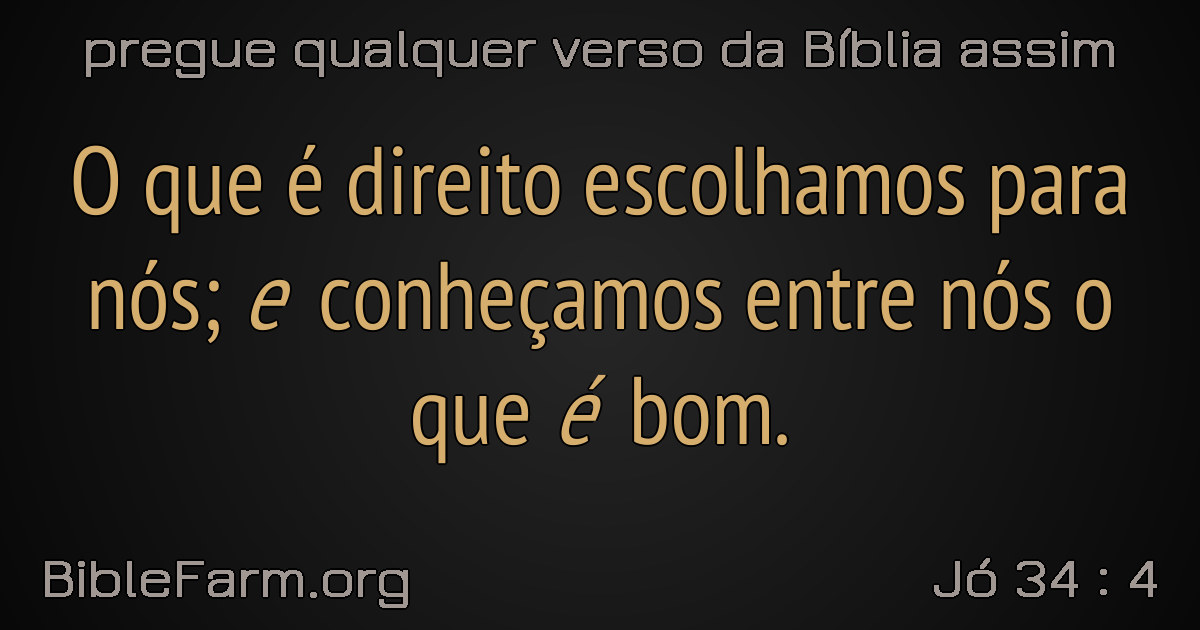 pregue qualquer verso da Bíblia assim
O que é direito escolhamos para
nós; e conheçamos entre nós o
que é bom.
BibleFarm.org
Jó 34 : 4